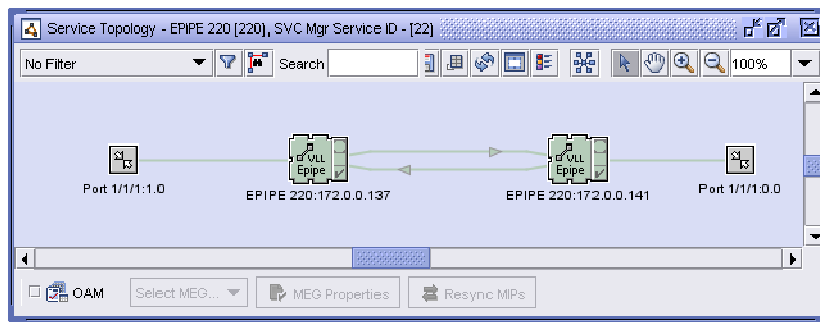 Service Topology - EPIPE 220 [220], SVC Mgr Service ID - [22]
No Filter
Search
100%
VLL
Epipe
VLL
Epipe
Port 1/1/1:1.0
EPIPE 220:172.0.0.137
EPIPE 220:172.0.0.141
Port 1/1/1:0.0
OAM
Select MEG...
MEG Properties
Resync MIPs